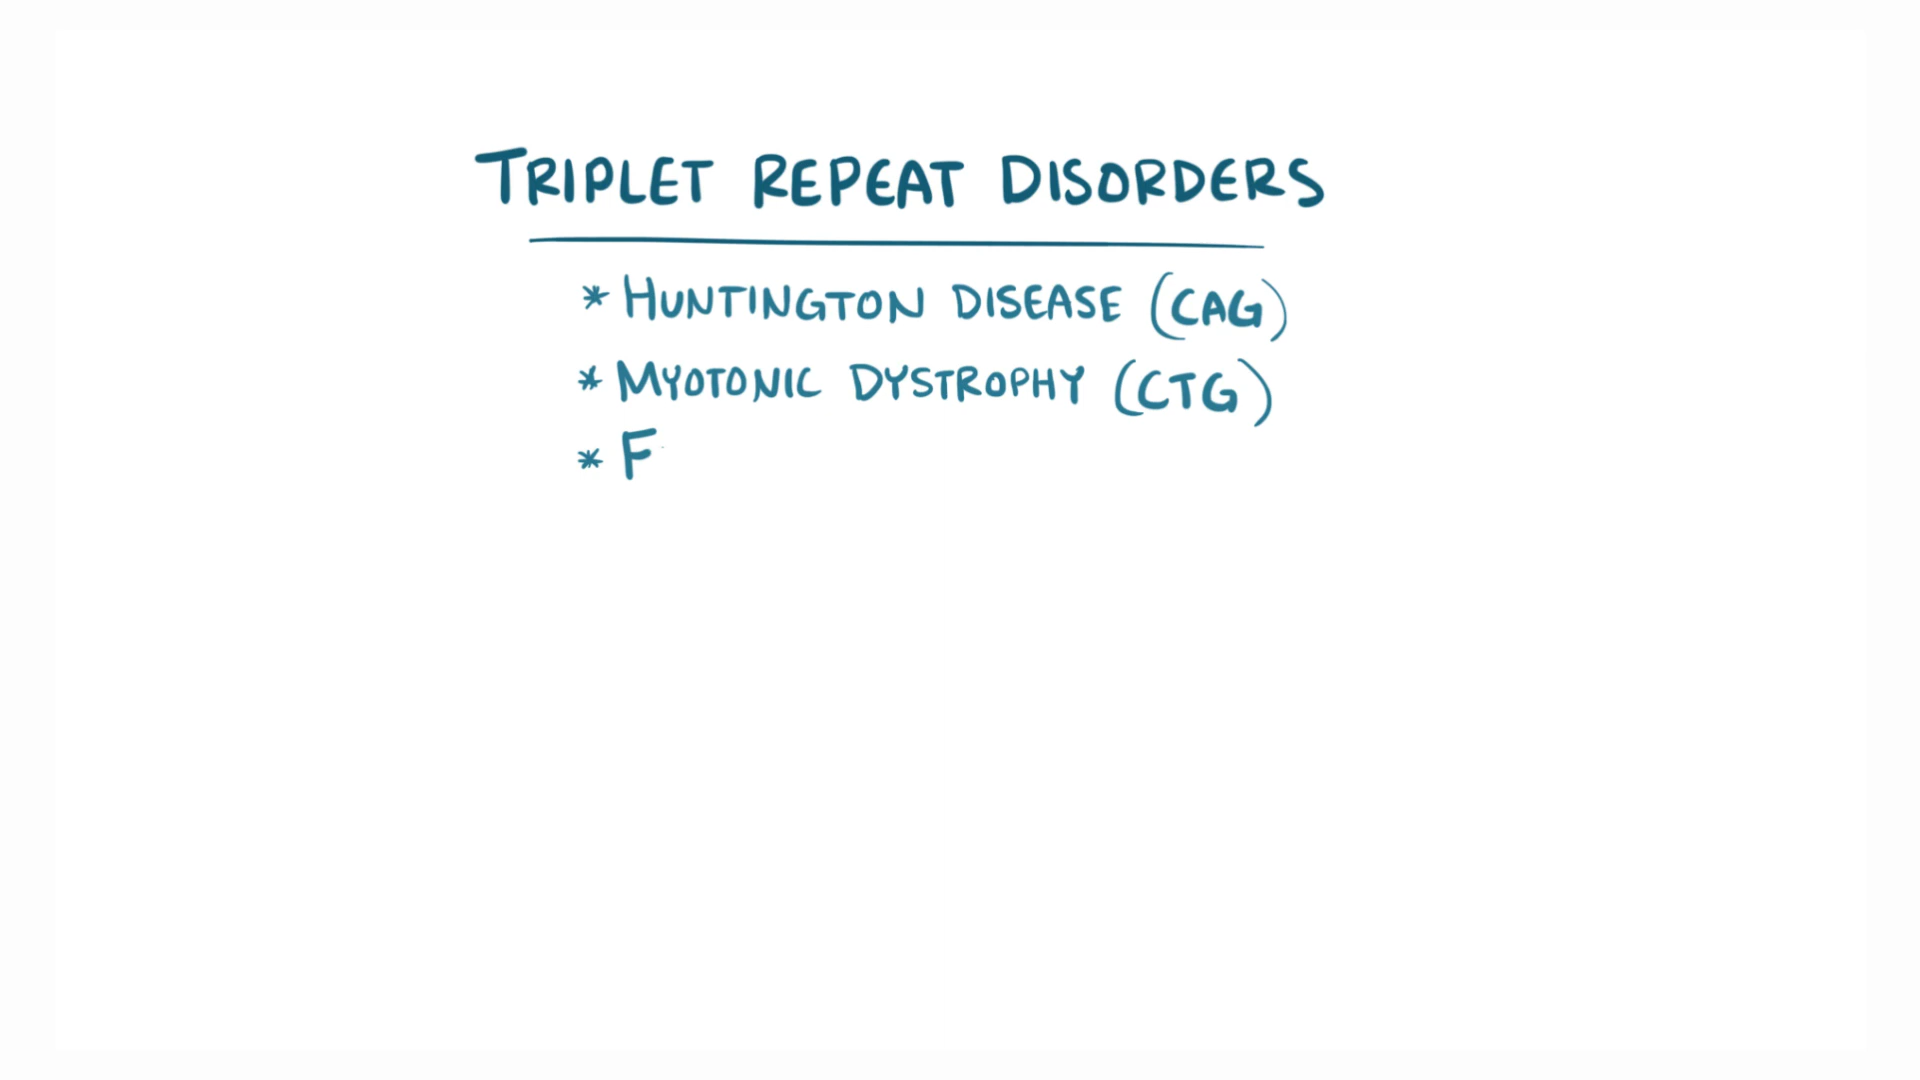 TRIPLET REPEAT DISORDERS
* HUNTINGTON DISEASE (CAG)
* MYOTONIC DYSTROPHY (CTG)
* F